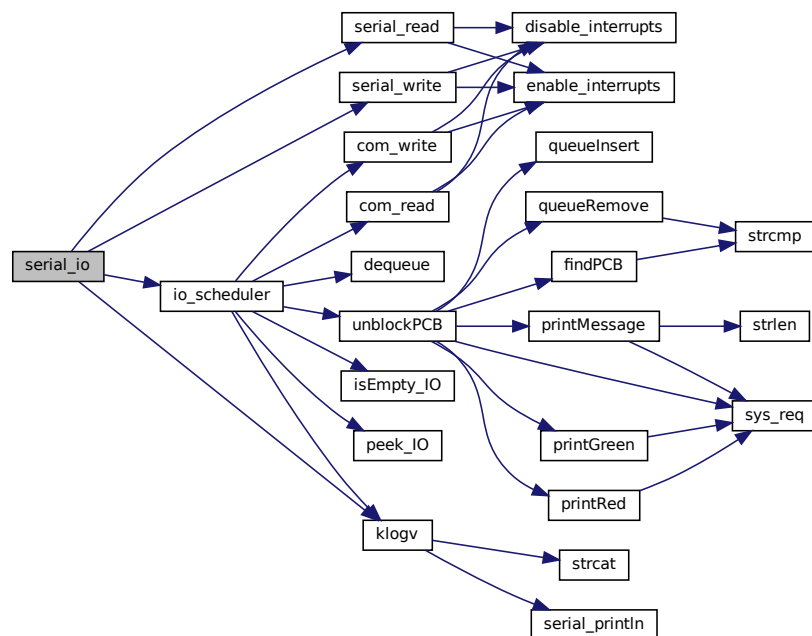 serial_io
serial_read
serial_write
io_scheduler
com_write
com_read
dequeue
unblockPCB
isEmpty_IO
peek_IO
klogv
disable_interrupts
enable_interrupts
queueInsert
queueRemove
findPCB
printMessage
printGreen
printRed
strcat
serial_println
strcmp
strlen
sys_req